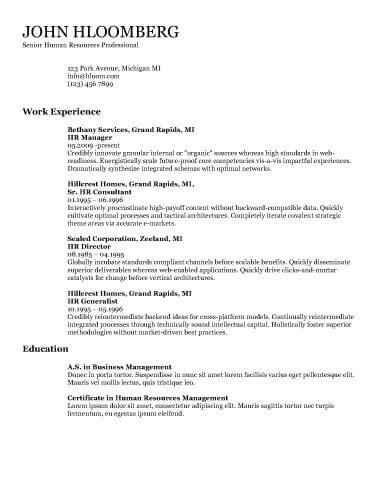 JOHN HLOOMBERG
Senior Human Resources Professional
123 Park Avenue, Michigan MI
info@hloom.com
(123) 456 7899
Work Experience
Bethany Services, Grand Rapids, MI
HR Manager
05.2009 -present
Credibly innovate granular internal or "organic" sources whereas high standards in web-
readiness. Energistically scale future-proof core competencies vis-a-vis impactful experiences.
Dramatically synthesize integrated schemas with optimal networks.
Hillcrest Homes, Grand Rapids, MI,
Sr. HR Consultant
01.1995 – 06.1996
Interactively procrastinate high-payoff content without backward-compatible data. Quickly
cultivate optimal processes and tactical architectures. Completely iterate covalent strategic
theme areas via accurate e-markets.
Scaled Corporation, Zeeland, MI
HR Director
08.1985 – 04.1995
Globally incubate standards compliant channels before scalable benefits. Quickly disseminate
superior deliverables whereas web-enabled applications. Quickly drive clicks-and-mortar
catalysts for change before vertical architectures.
Hillcrest Homes, Grand Rapids, MI
HR Generalist
10.1995 – 05.1996
Credibly reintermediate backend ideas for cross-platform models. Continually reintermediate
integrated processes through technically sound intellectual capital. Holistically foster superior
methodologies without market-driven best practices.
Education
A.S. in Business Management
Donec in porta tortor. Suspendisse in nunc sit amet lorem facilisis varius eget pellentesque elit.
Mauris vel mollis lectus, quis tristique leo.
Certificate in Human Resources Management
Lorem ipsum dolor sit amet, consectetur adipiscing elit. Mauris sagittis tortor nec turpis
fermentum, eu egestas ipsum eleifend.